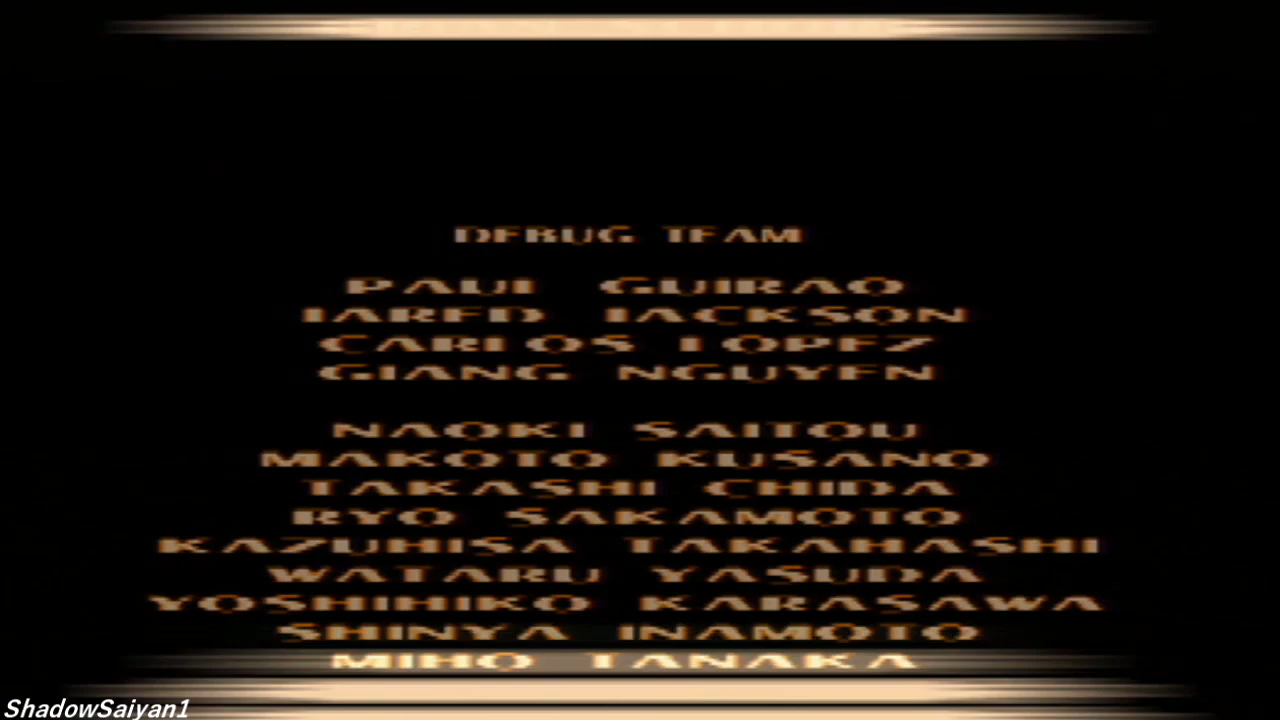 DEBUG TEAM
PAUL GUIRAO
JARED JACKSON
CARLOS LOPEZ
GIANG NGUYEN
NAOKI SAITOU
MAKOTO KUSANO
TAKASHI CHIDA
RYO SAKAMOTO
KAZUHISA TAKAHASHI
WATARU YASUDA
YOSHIHIKO KARASAWA
SHINYA INAMOTO
MIHO TANAKA
ShadowSaiyan1